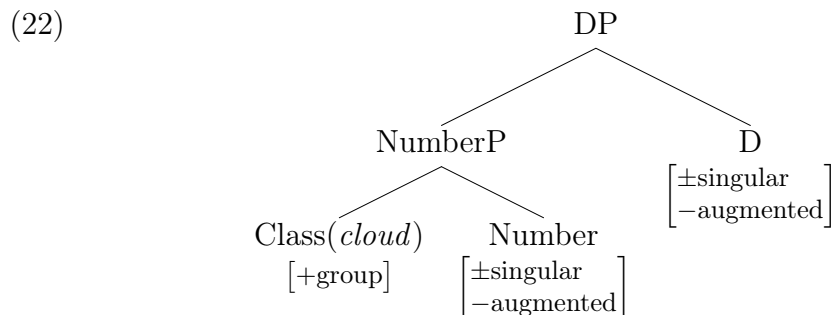 (22) DP
NumberP D
[±singular
−augmented]
Class(cloud) Number
[+group] [±singular
−augmented]